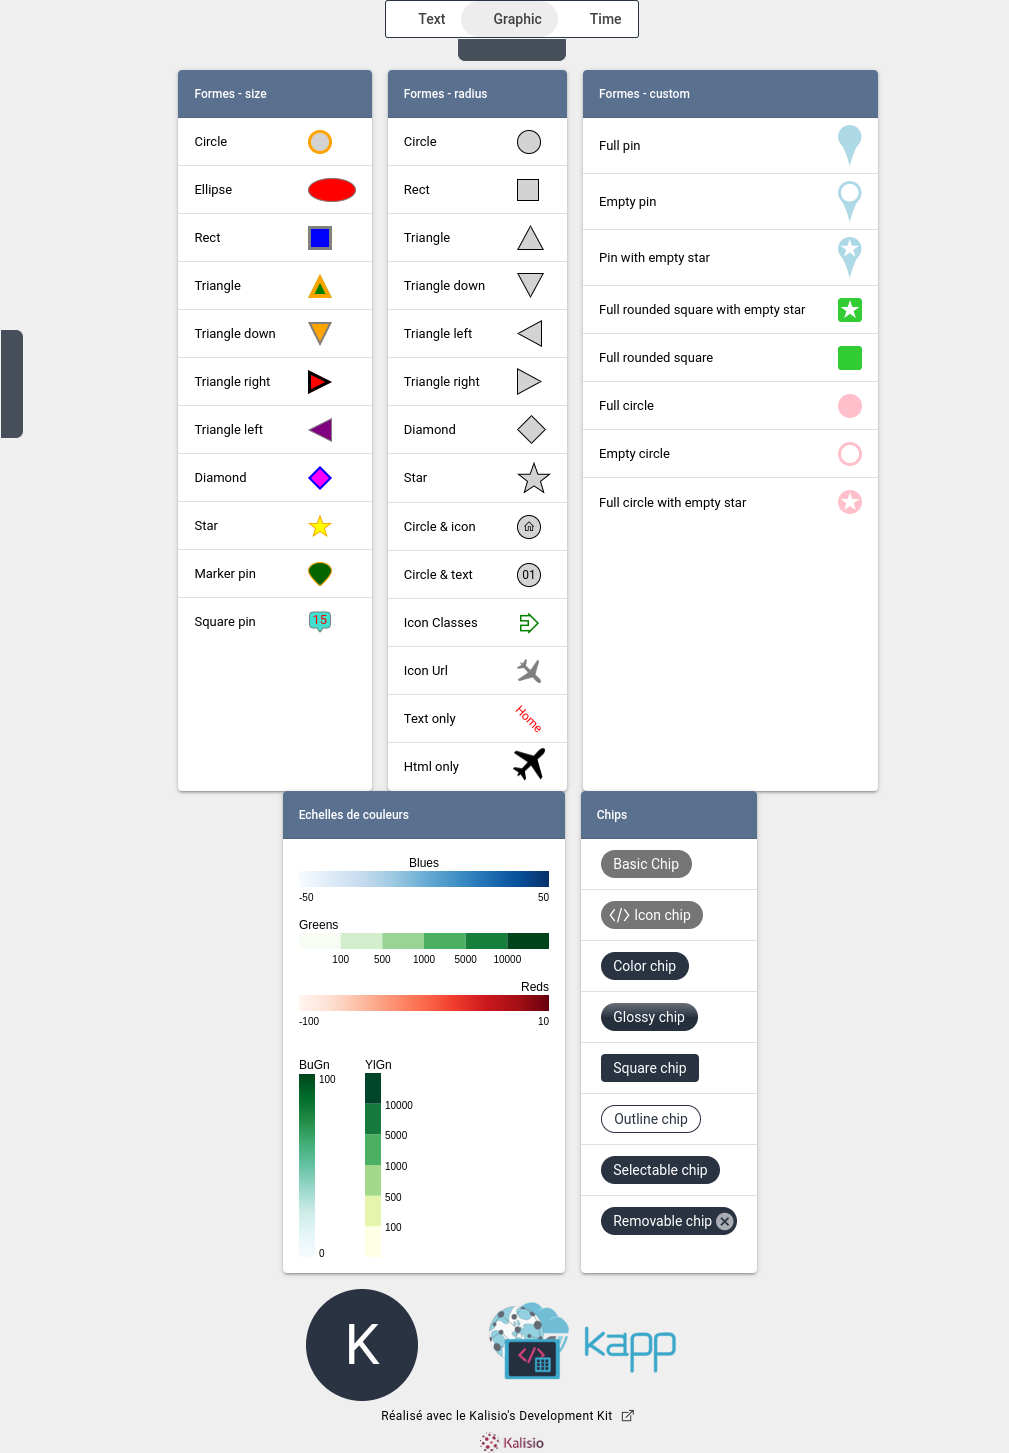 Text Graphic Time
Formes - size
Circle
Ellipse
Rect
Triangle
Triangle down
Triangle right
Triangle left
Diamond
Star
Marker pin
Square pin 15
Formes - radius
Circle
Rect
Triangle
Triangle down
Triangle left
Triangle right
Diamond
Star
Circle & icon
Circle & text 01
Icon Classes
Icon Url
Text only Home
Html only
Formes - custom
Full pin
Empty pin
Pin with empty star
Full rounded square with empty star
Full rounded square
Full circle
Empty circle
Full circle with empty star
Echelles de couleurs
Blues
-50 50
Greens
100 500 1000 5000 10000
Reds
-100 10
BuGn
100
0
YlGn
10000
5000
1000
500
100
Chips
Basic Chip
</> Icon chip
Color chip
Glossy chip
Square chip
Outline chip
Selectable chip
Removable chip
K
</> kapp
Réalisé avec le Kalisio's Development Kit
Kalisio